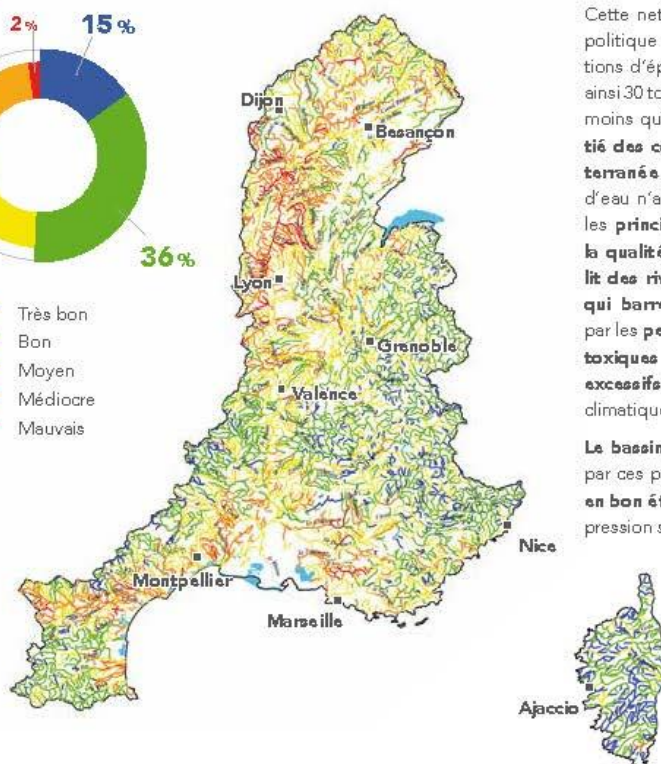 2%
15%
36%
Très bon
Bon
Moyen
Médiocre
Mauvais
Dijon
Besançon
Lyon
Grenoble
Valence
Montpellier
Marseille
Nice
Ajaccio
Cette net
politique
tions d'ép
ainsi 30 to
moins qu
tié des c
terranée
d'eau n'a
les princi
la qualité
lit des riv
qui barr
par les pe
toxiques
excessifs
climatique
Le bassin
par ces p
en bon ét
pression s